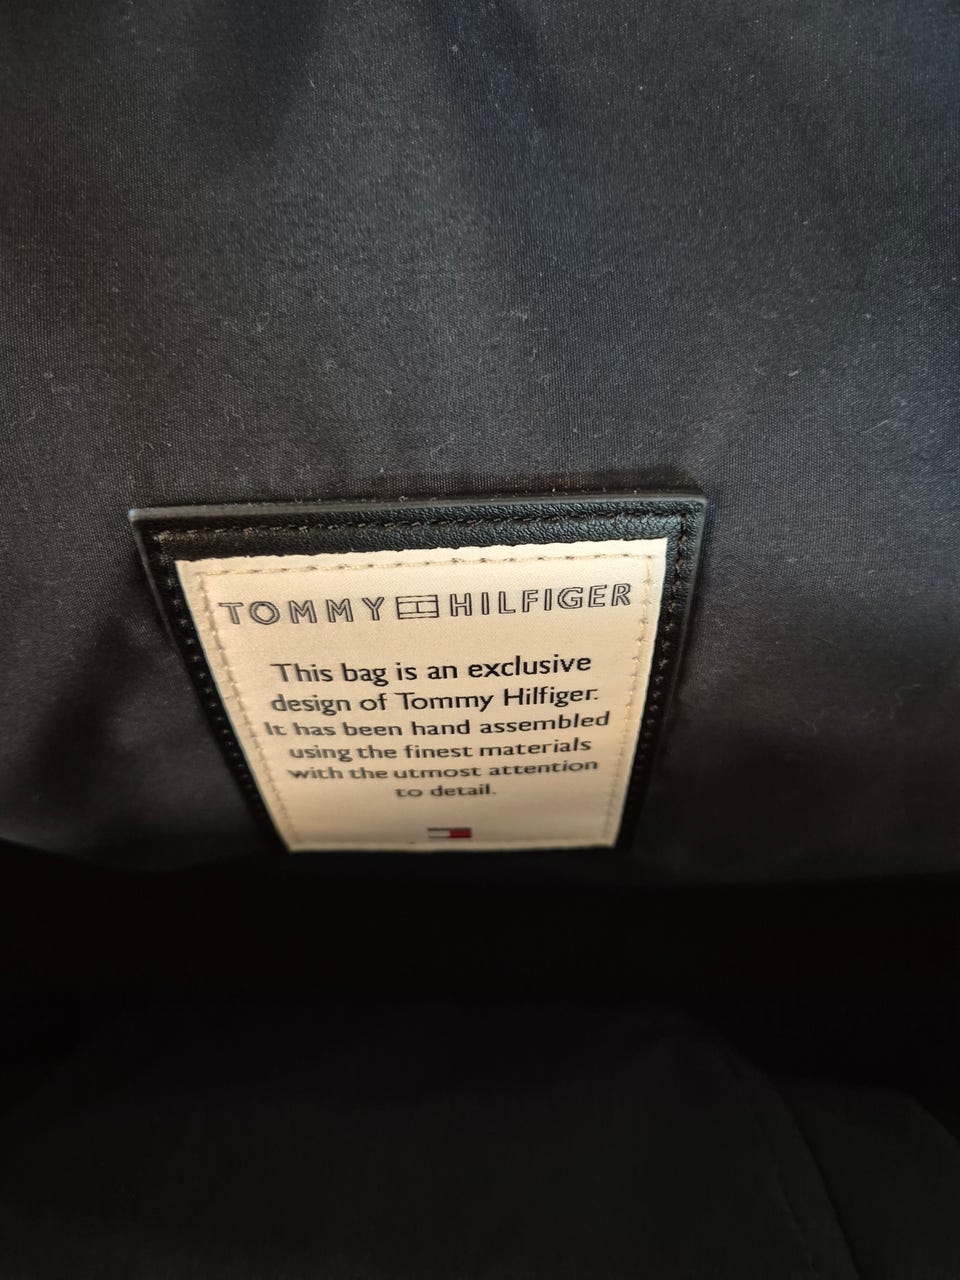 TOMMY HILFIGER
This bag is an exclusive
design of Tommy Hilfiger.
It has been hand assembled
using the finest materials
with the utmost attention
to detail.